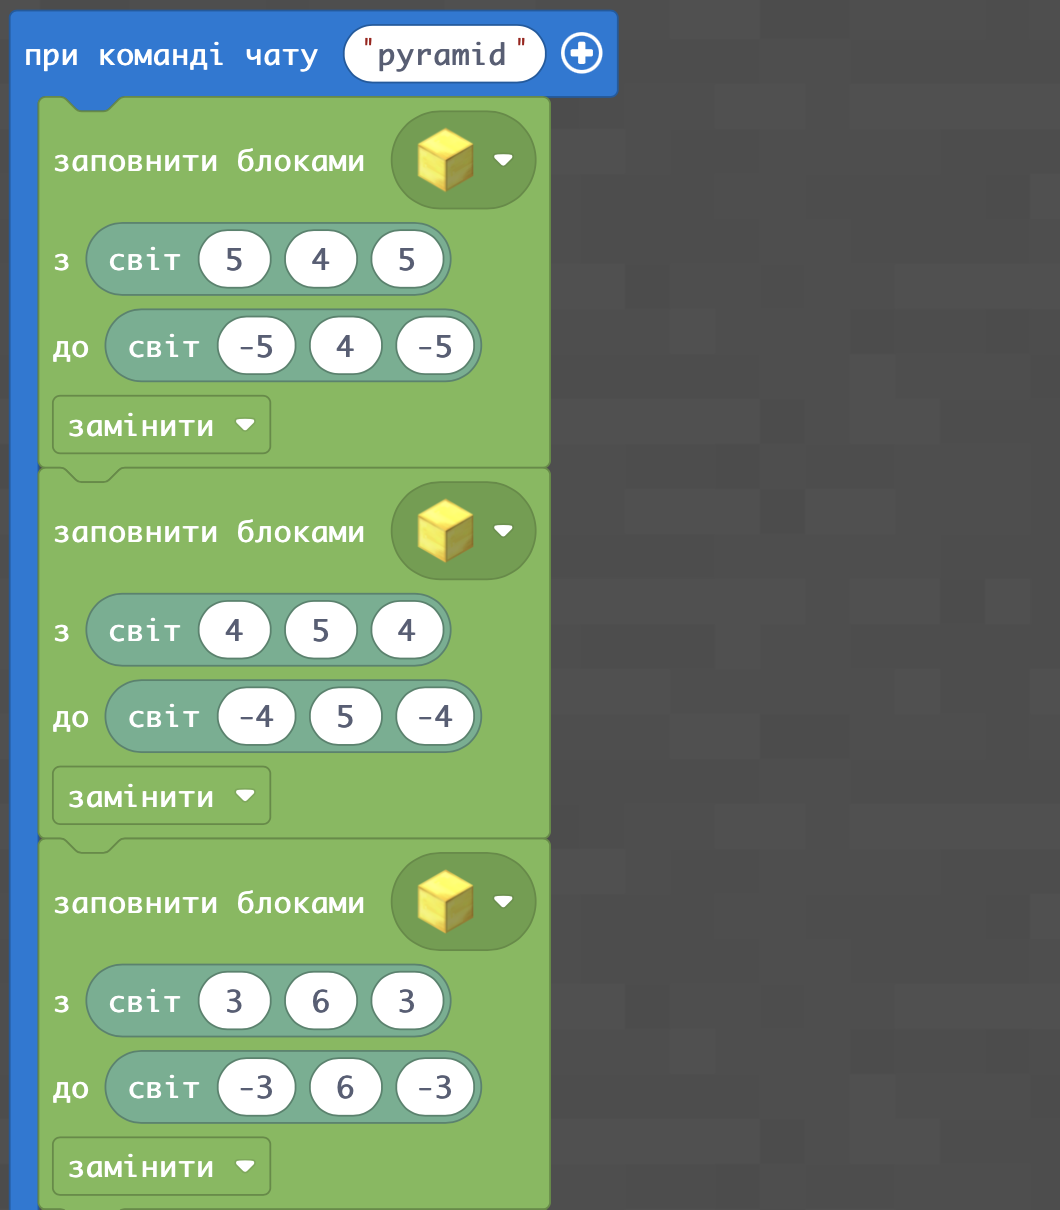 при команді чату "pyramid"
заповнити блоками
з світ 5 4 5
до світ -5 4 -5
замінити
заповнити блоками
з світ 4 5 4
до світ -4 5 -4
замінити
заповнити блоками
з світ 3 6 3
до світ -3 6 -3
замінити